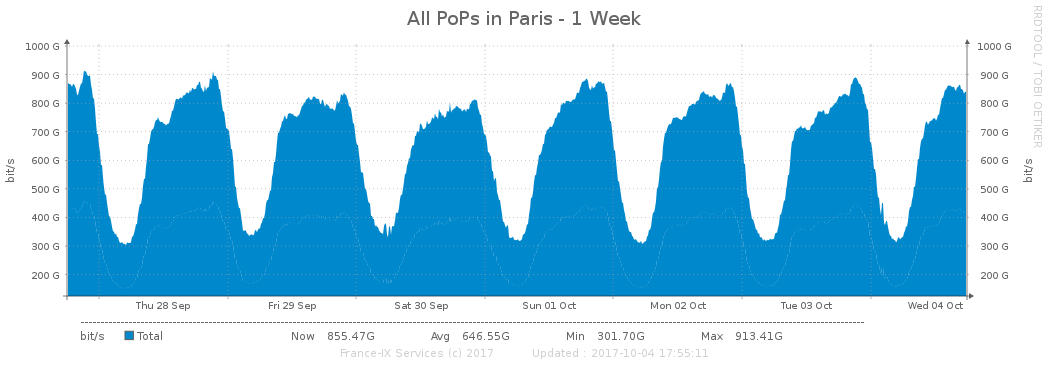 All PoPs in Paris - 1 Week
RRDTOOL / TOBI OETIKER
1000 G 1000 G
900 G 900 G
800 G 800 G
700 G 700 G
600 G 600 G
500 G 500 G
400 G 400 G
300 G 300 G
200 G 200 G
bit/s bit/s
Thu 28 Sep Fri 29 Sep Sat 30 Sep Sun 01 Oct Mon 02 Oct Tue 03 Oct Wed 04 Oct
bit/s Total Now 855.47G Avg 646.55G Min 301.70G Max 913.41G
France-IX Services (c) 2017 Updated : 2017-10-04 17:55:11